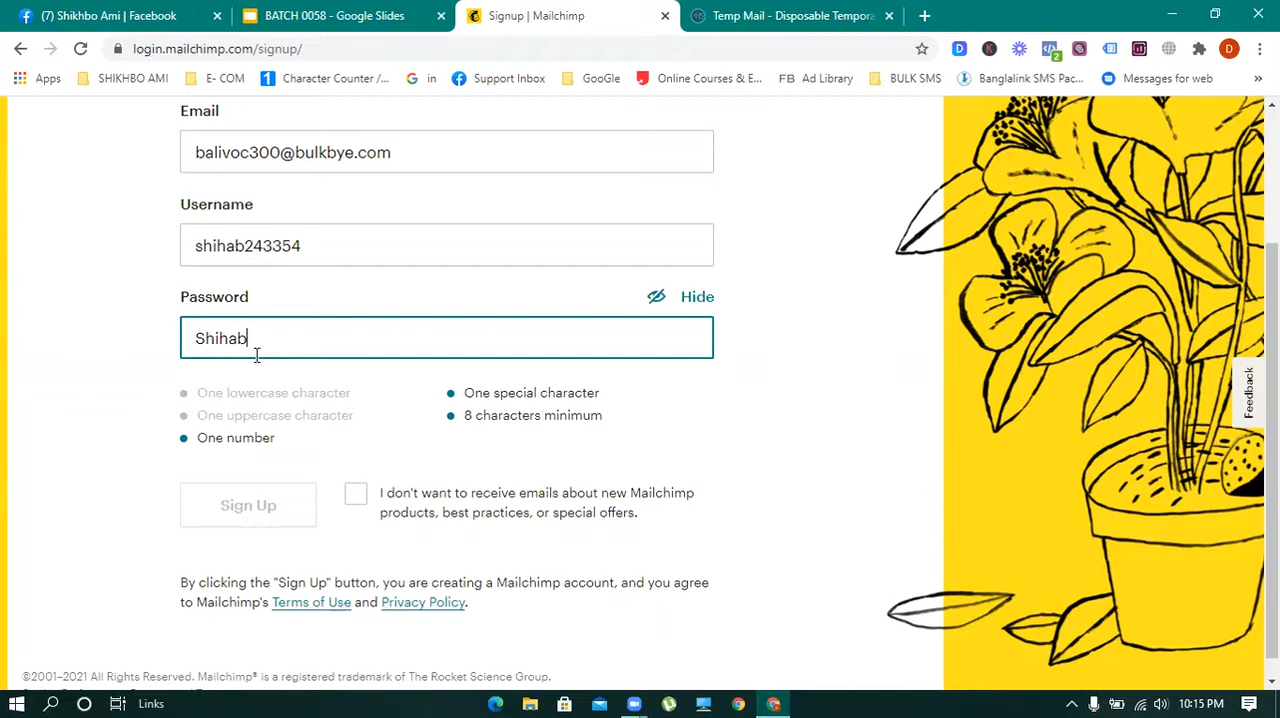 (7) Shikhbo Ami | Facebook
BATCH 0058 - Google Slides
Signup | Mailchimp
Temp Mail - Disposable Tempora
login.mailchimp.com/signup/
2
D
Apps
SHIKHBO AMI
E- COM
Character Counter /...
in
Support Inbox
GooGle
Online Courses & E...
FB Ad Library
BULK SMS
Banglalink SMS Pac...
Messages for web
»
Email
balivoc300@bulkbye.com
Username
shihab243354
Password
Hide
Shihab
One lowercase character
One special character
One uppercase character
8 characters minimum
One number
Sign Up
I don't want to receive emails about new Mailchimp
products, best practices, or special offers.
By clicking the "Sign Up" button, you are creating a Mailchimp account, and you agree
to Mailchimp's Terms of Use and Privacy Policy.
©2001–2021 All Rights Reserved. Mailchimp® is a registered trademark of The Rocket Science Group.
Feedback
Links
10:15 PM